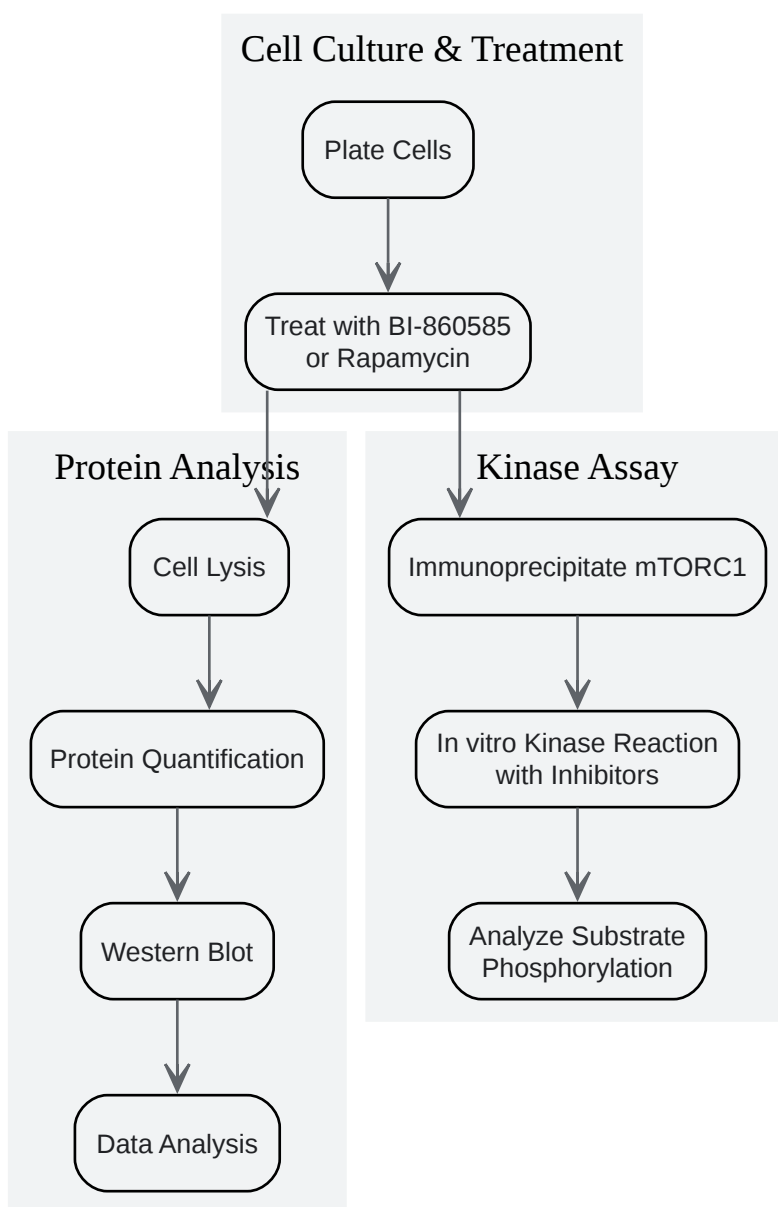 Cell Culture & Treatment
Plate Cells
Treat with BI-860585
or Rapamycin
Protein Analysis
Cell Lysis
Protein Quantification
Western Blot
Data Analysis
Kinase Assay
Immunoprecipitate mTORC1
In vitro Kinase Reaction
with Inhibitors
Analyze Substrate
Phosphorylation